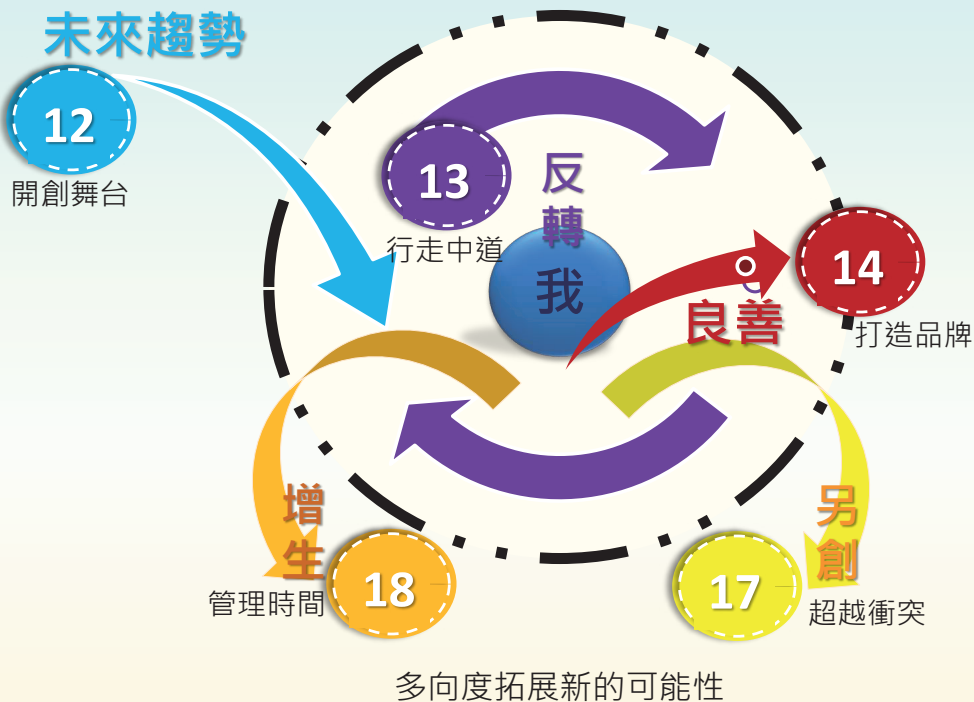 未來趨勢
12
開創舞台
13
行走中道
反轉
我
良善
14
打造品牌
增生
18
管理時間
另創
17
超越衝突
多向度拓展新的可能性